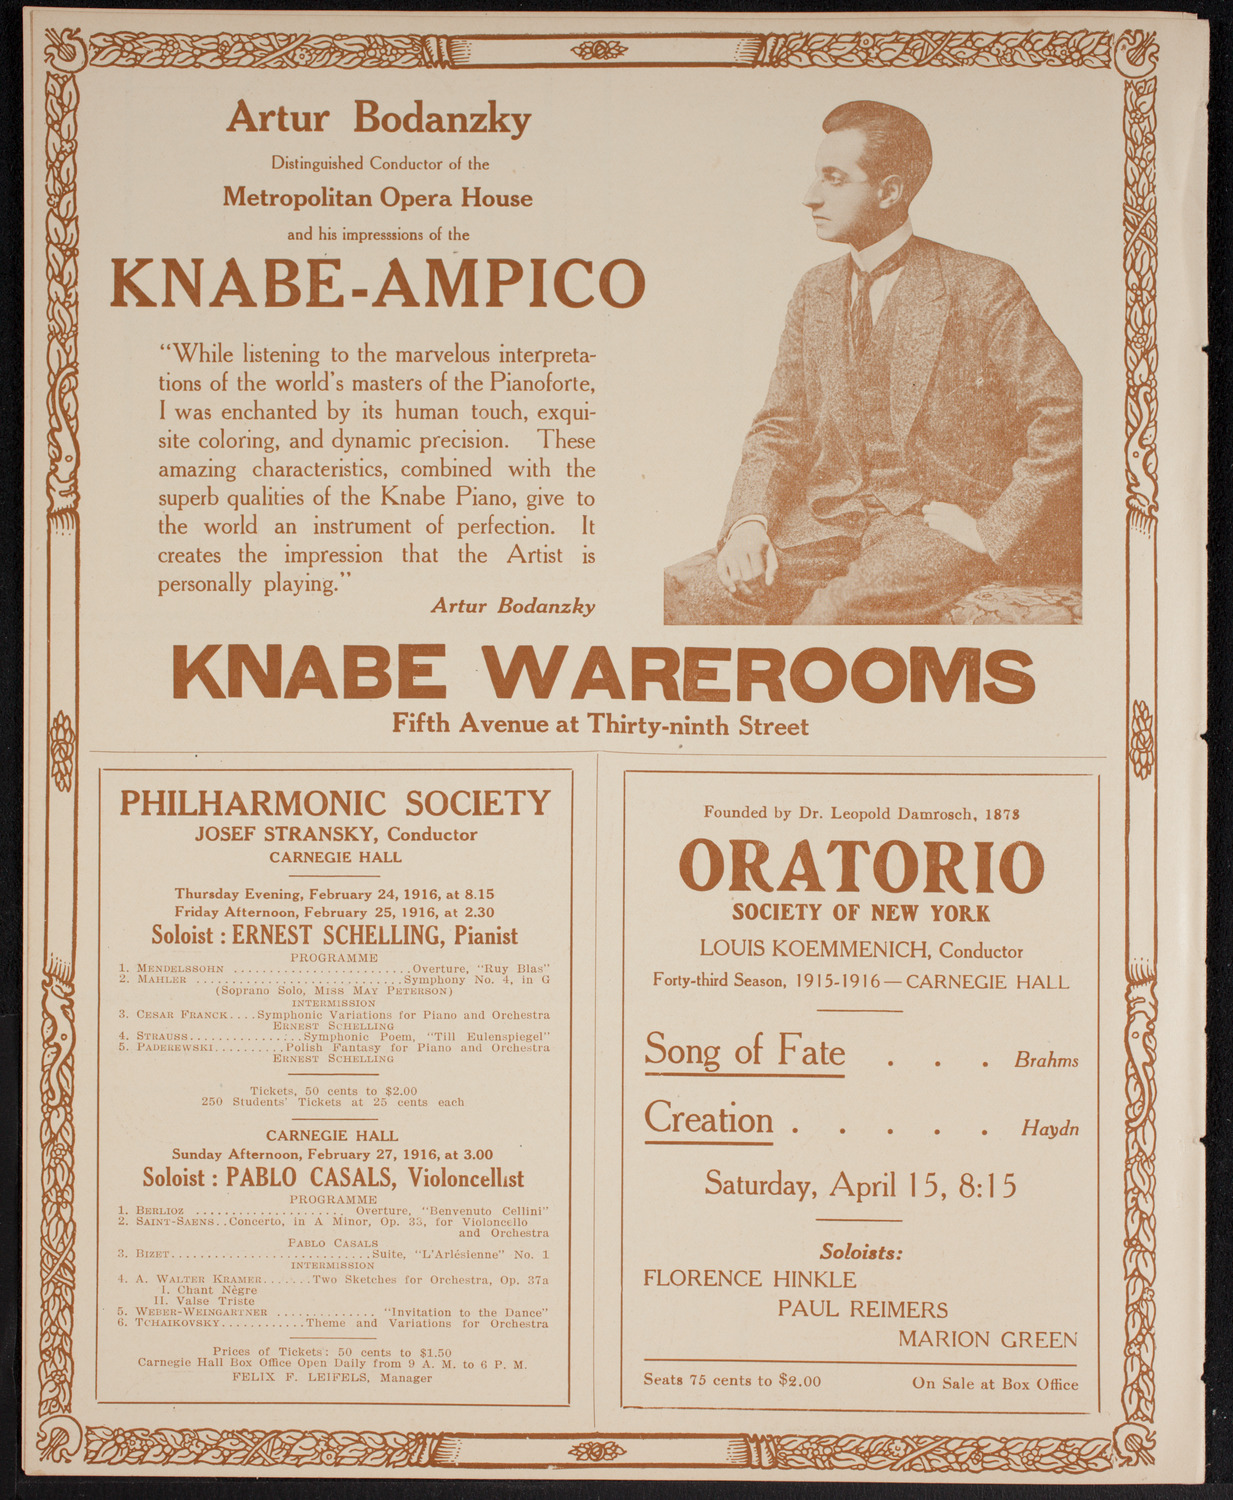 Artur Bodanzky
Distinguished Conductor of the
Metropolitan Opera House
and his impresssions of the
KNABE-AMPICO
“While listening to the marvelous interpreta-
tions of the world’s masters of the Pianoforte,
I was enchanted by its human touch, exqui-
site coloring, and dynamic precision. These
amazing characteristics, combined with the
superb qualities of the Knabe Piano, give to
the world an instrument of perfection. It
creates the impression that the Artist is
personally playing.”
Artur Bodanzky
KNABE WAREROOMS
Fifth Avenue at Thirty-ninth Street
PHILHARMONIC SOCIETY
JOSEF STRANSKY, Conductor
CARNEGIE HALL
Thursday Evening, February 24, 1916, at 8.15
Friday Afternoon, February 25, 1916, at 2.30
Soloist : ERNEST SCHELLING, Pianist
PROGRAMME
1. MENDELSSOHN ........................Overture, “Ruy Blas”
2. MAHLER ............................Symphony No. 4, in G
(Soprano Solo, MISS MAY PETERSON)
INTERMISSION
3. CESAR FRANCK....Symphonic Variations for Piano and Orchestra
ERNEST SCHELLING
4. STRAUSS................Symphonic Poem, “Till Eulenspiegel”
5. PADEREWSKI..........Polish Fantasy for Piano and Orchestra
ERNEST SCHELLING
Tickets, 50 cents to $2.00
250 Students’ Tickets at 25 cents each
CARNEGIE HALL
Sunday Afternoon, February 27, 1916, at 3.00
Soloist : PABLO CASALS, Violoncellist
PROGRAMME
1. BERLIOZ .................... Overture, “Benvenuto Cellini”
2. SAINT-SAENS..Concerto, in A Minor, Op. 33, for Violoncello
and Orchestra
PABLO CASALS
3. BIZET...........................Suite, “L’Arlésienne” No. 1
INTERMISSION
4. A. WALTER KRAMER.......Two Sketches for Orchestra, Op. 37a
I. Chant Nègre
II. Valse Triste
5. WEBER-WEINGARTNER ............. “Invitation to the Dance”
6. TCHAIKOVSKY............Theme and Variations for Orchestra
Prices of Tickets: 50 cents to $1.50
Carnegie Hall Box Office Open Daily from 9 A. M. to 6 P. M.
FELIX F. LEIFELS, Manager
Founded by Dr. Leopold Damrosch, 1873
ORATORIO
SOCIETY OF NEW YORK
LOUIS KOEMMENICH, Conductor
Forty-third Season, 1915-1916—CARNEGIE HALL
Song of Fate . . . Brahms
Creation . . . . . Haydn
Saturday, April 15, 8:15
Soloists:
FLORENCE HINKLE
PAUL REIMERS
MARION GREEN
Seats 75 cents to $2.00 On Sale at Box Office